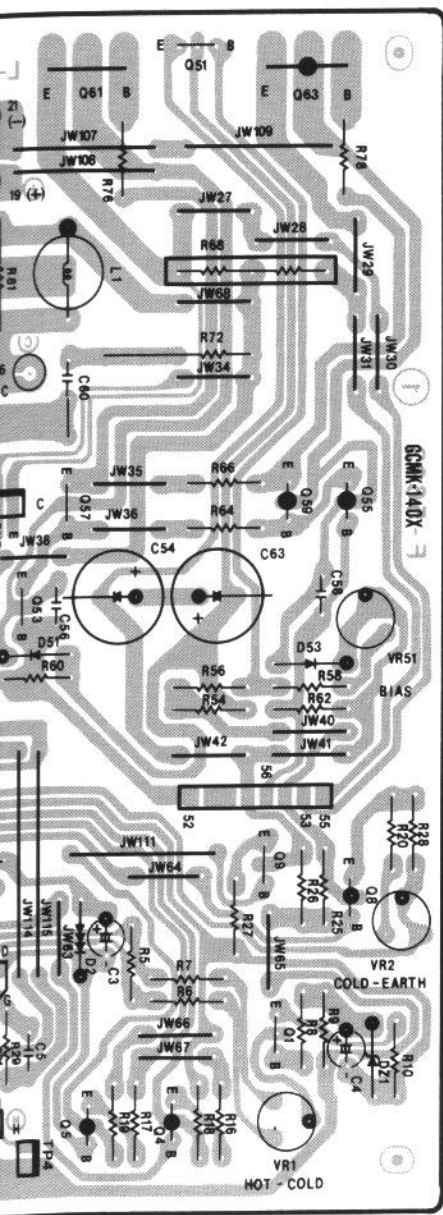 E Q51 B
E Q61 B
E Q63 B
21 (-)
JW107
JW109
JW108
R76
R78
19 (+)
JW27
JW28
JW29
R68
L1
R81
JW68
R72
JW31
JW30
JW34
C60
C
GCMK-140X
JW35
R66
E
E
C
E
Q57
B
Q59
Q55
JW36
R64
B
B
JW38
C54
C63
E
Q53
B
C56
+
+
C58
D51
R60
D53
VR51
R56
R58
BIAS
R54
R62
JW40
JW42
JW41
56
52
53
55
JW111
E
Q9
B
R20
R28
JW64
E
Q8
B
R26
R25
R27
JW114
JW115
JW63
D2
C3
+
R5
JW65
VR2
COLD-EARTH
R7
R6
E
Q1
B
R8
R9
+
C4
DZ1
R10
JW66
JW67
G
R29
C5
E
Q5
B
R19
R17
E
Q4
B
R18
R16
TP4
VR1
HOT - COLD